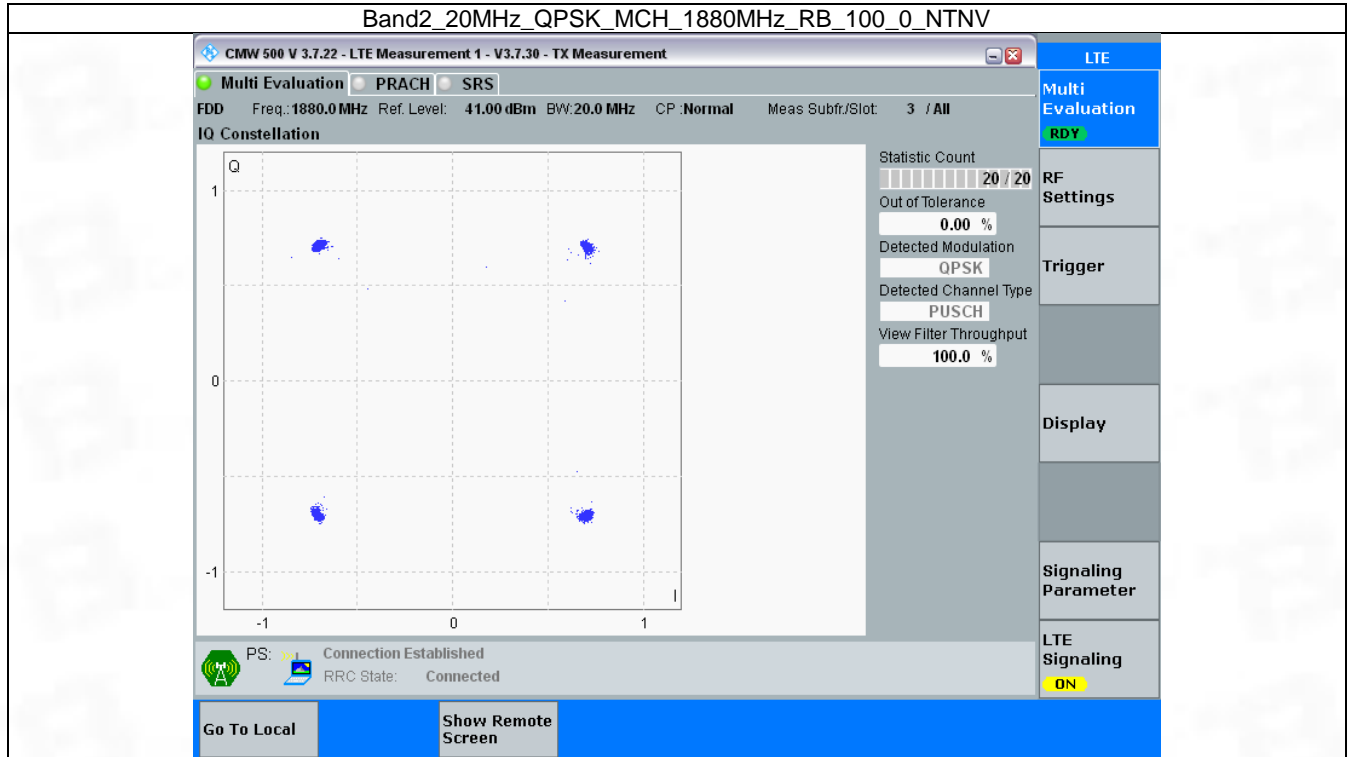 Band2_20MHz_QPSK_MCH_1880MHz_RB_100_0_NTNV
CMW 500 V 3.7.22 - LTE Measurement 1 - V3.7.30 - TX Measurement
LTE
Multi Evaluation PRACH SRS
Multi
Evaluation
RDY
FDD Freq.:1880.0 MHz Ref. Level: 41.00 dBm BW:20.0 MHz CP :Normal Meas Subfr./Slot: 3 / All
IQ Constellation
Q
1
0
-1
I
-1 0 1
Statistic Count
20 / 20
Out of Tolerance
0.00 %
Detected Modulation
QPSK
Detected Channel Type
PUSCH
View Filter Throughput
100.0 %
RF
Settings
Trigger
Display
Signaling
Parameter
LTE
Signaling
ON
PS: Connection Established
RRC State: Connected
Go To Local
Show Remote
Screen